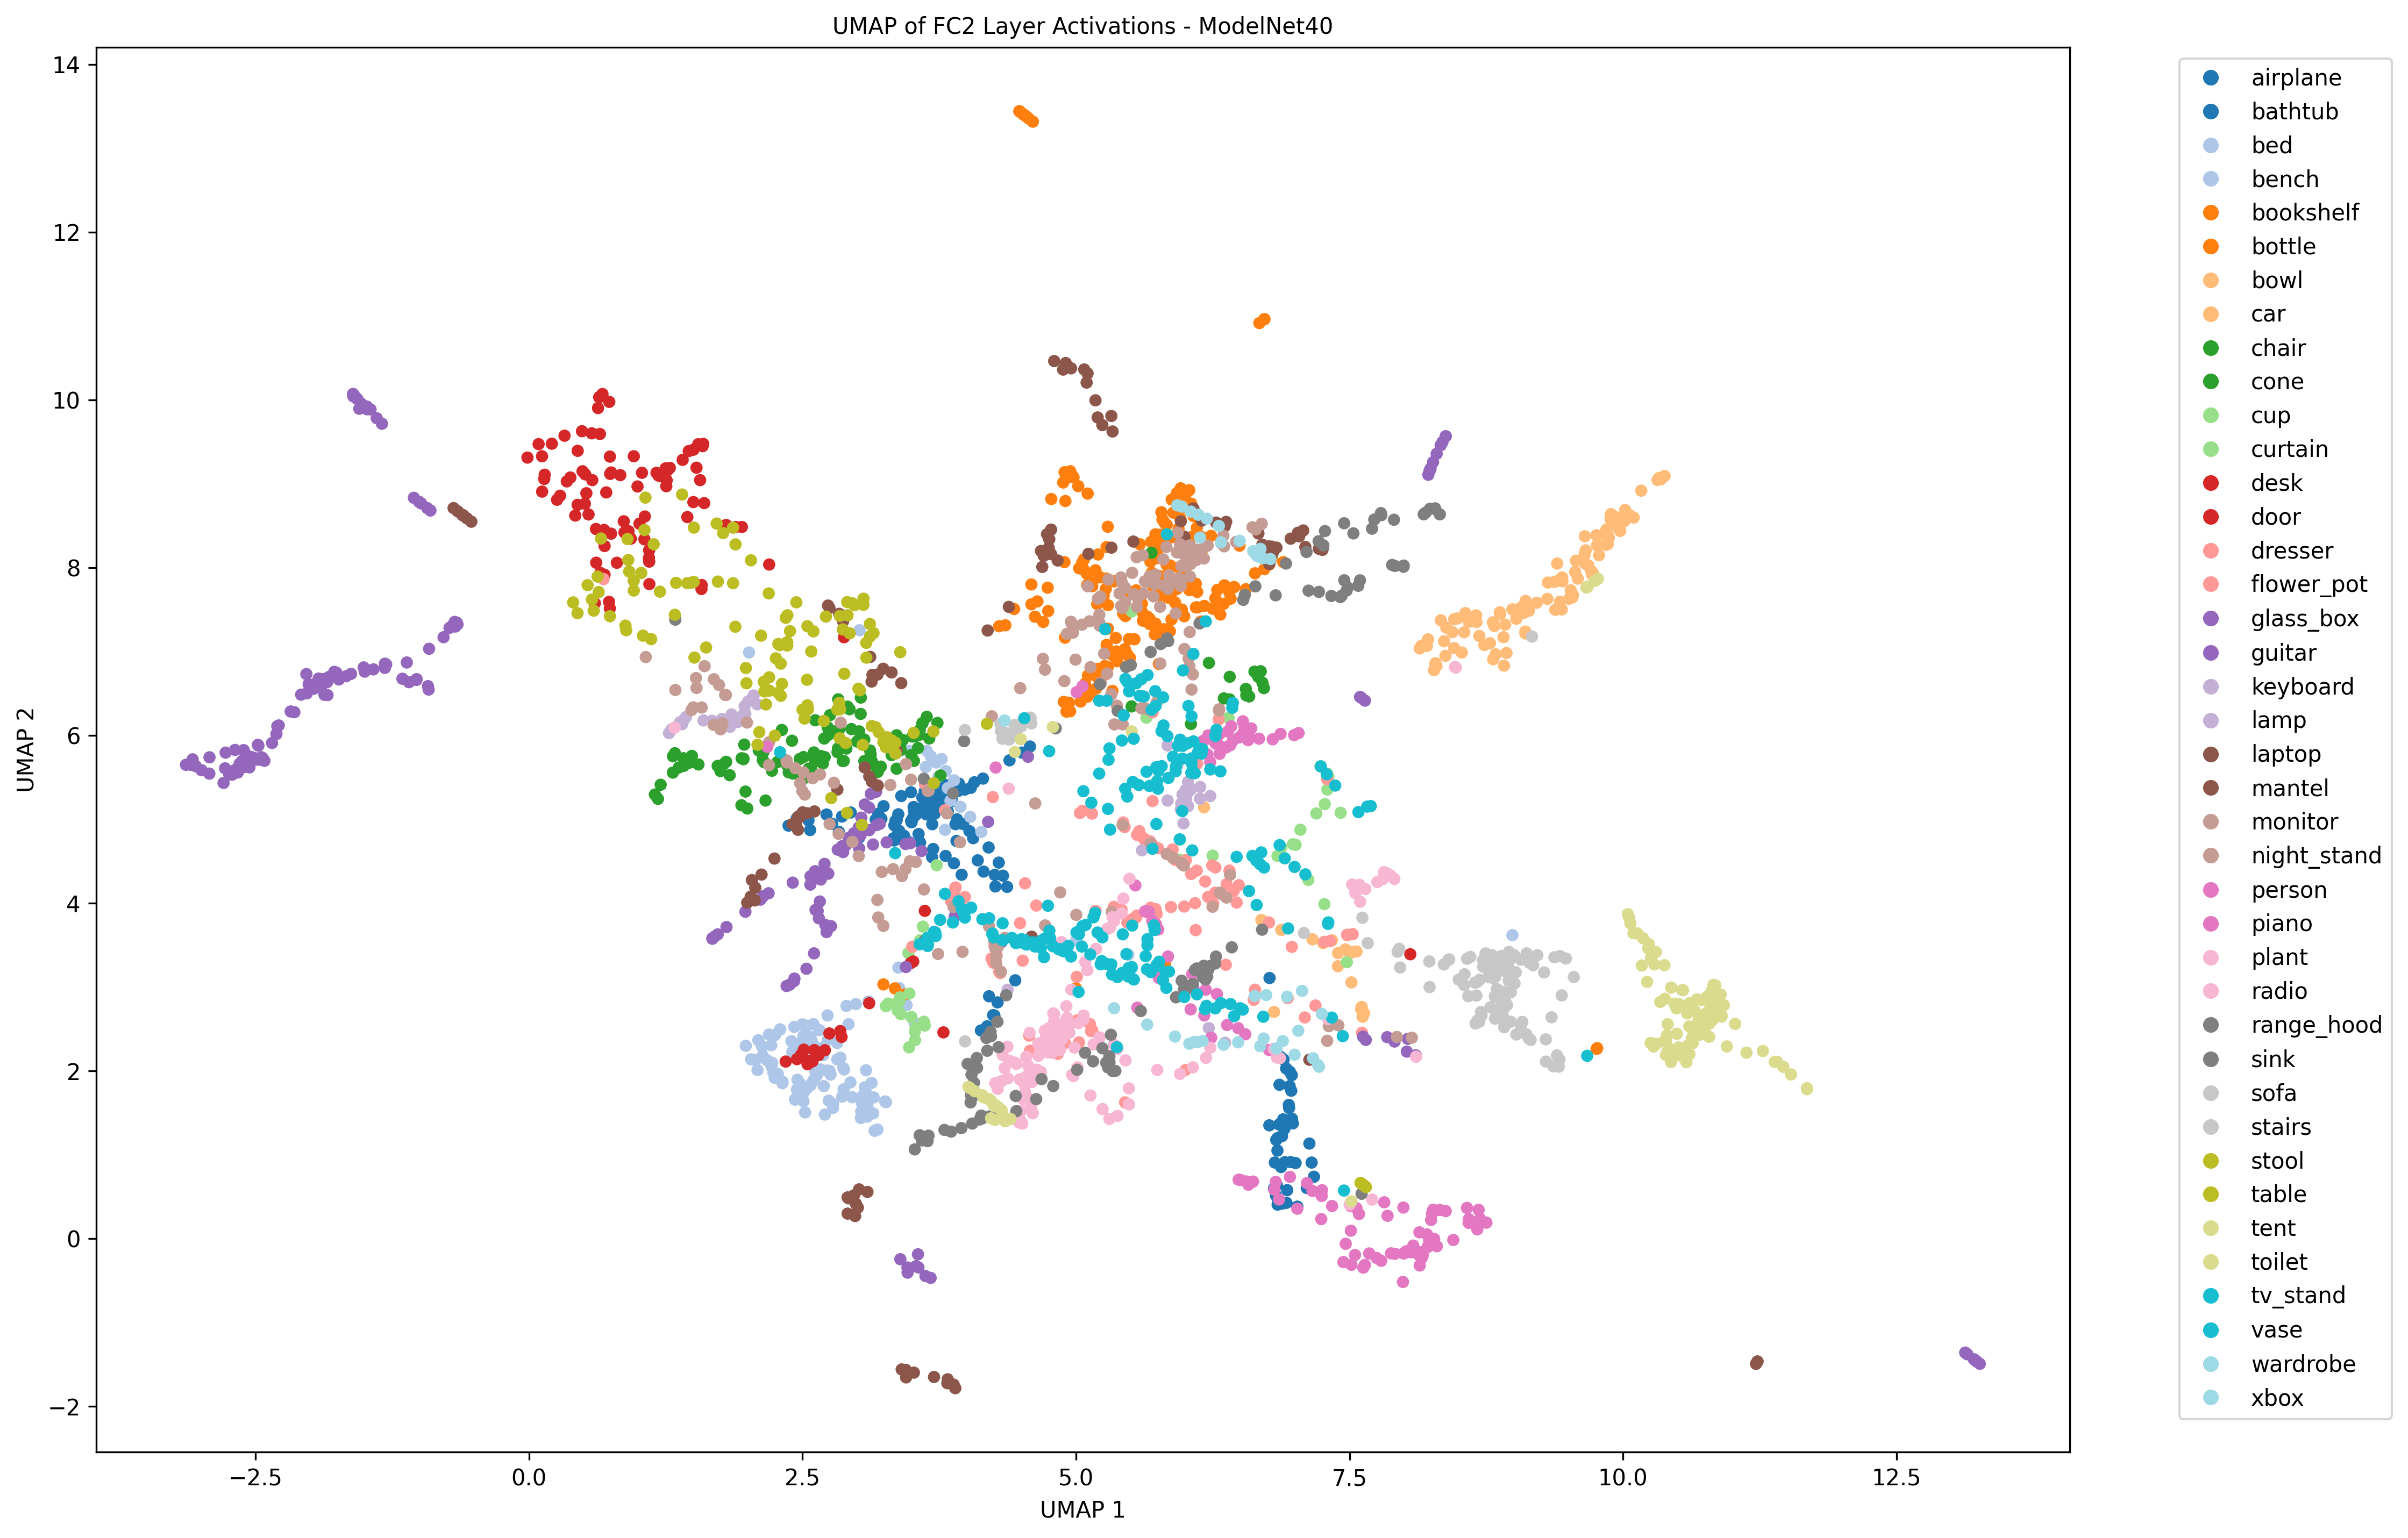 UMAP of FC2 Layer Activations - ModelNet40
14
12
10
8
6
4
2
0
−2
UMAP 2
−2.5
0.0
2.5
5.0
7.5
10.0
12.5
UMAP 1
airplane
bathtub
bed
bench
bookshelf
bottle
bowl
car
chair
cone
cup
curtain
desk
door
dresser
flower_pot
glass_box
guitar
keyboard
lamp
laptop
mantel
monitor
night_stand
person
piano
plant
radio
range_hood
sink
sofa
stairs
stool
table
tent
toilet
tv_stand
vase
wardrobe
xbox